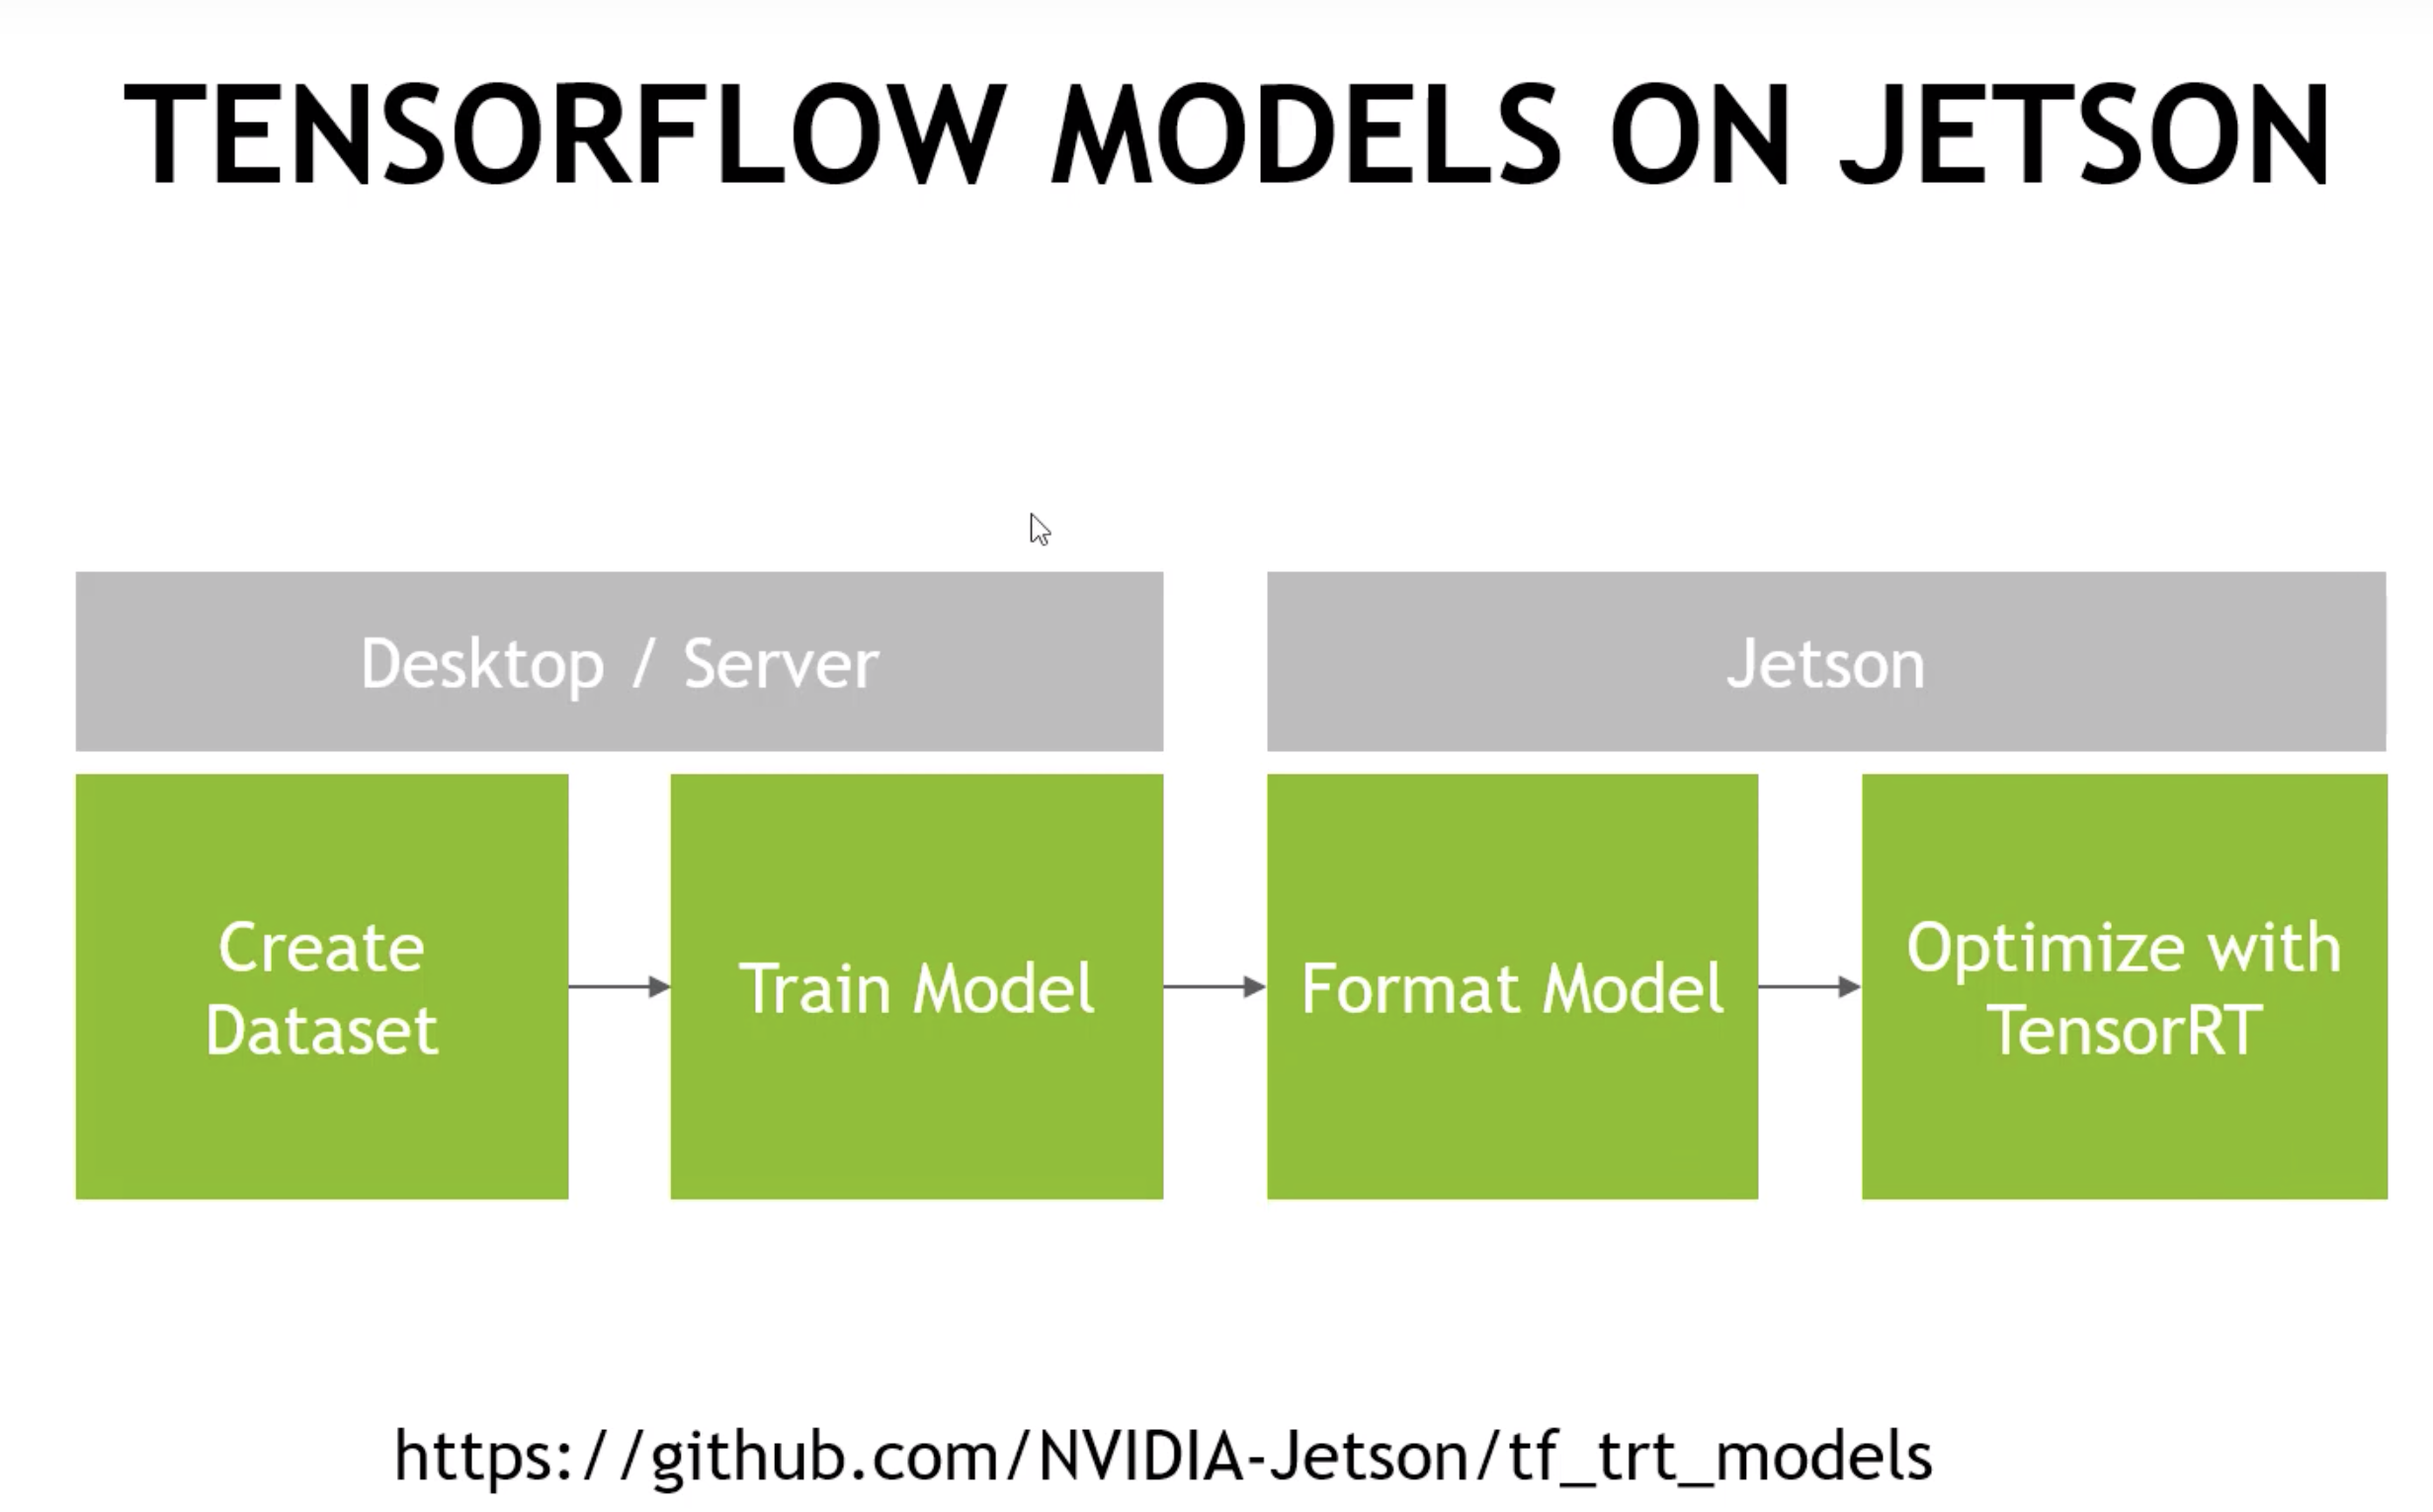 TENSORFLOW MODELS ON JETSON
Desktop / Server
Jetson
Create
Dataset
Train Model
Format Model
Optimize with
TensorRT
https://github.com/NVIDIA-Jetson/tf_trt_models